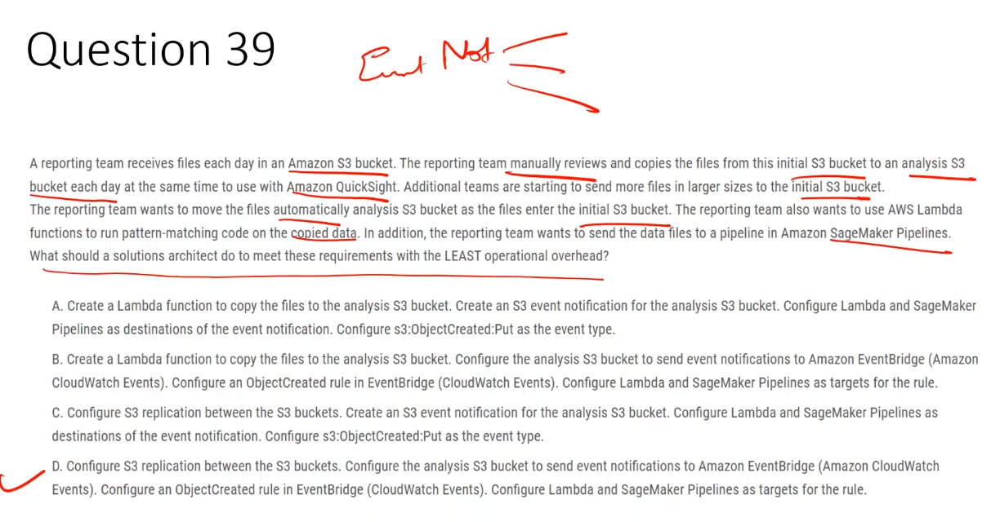 Question 39
Event Not
A reporting team receives files each day in an Amazon S3 bucket. The reporting team manually reviews and copies the files from this initial S3 bucket to an analysis S3
bucket each day at the same time to use with Amazon QuickSight. Additional teams are starting to send more files in larger sizes to the initial S3 bucket.
The reporting team wants to move the files automatically analysis S3 bucket as the files enter the initial S3 bucket. The reporting team also wants to use AWS Lambda
functions to run pattern-matching code on the copied data. In addition, the reporting team wants to send the data files to a pipeline in Amazon SageMaker Pipelines.
What should a solutions architect do to meet these requirements with the LEAST operational overhead?
A. Create a Lambda function to copy the files to the analysis S3 bucket. Create an S3 event notification for the analysis S3 bucket. Configure Lambda and SageMaker
Pipelines as destinations of the event notification. Configure s3:ObjectCreated:Put as the event type.
B. Create a Lambda function to copy the files to the analysis S3 bucket. Configure the analysis S3 bucket to send event notifications to Amazon EventBridge (Amazon
CloudWatch Events). Configure an ObjectCreated rule in EventBridge (CloudWatch Events). Configure Lambda and SageMaker Pipelines as targets for the rule.
C. Configure S3 replication between the S3 buckets. Create an S3 event notification for the analysis S3 bucket. Configure Lambda and SageMaker Pipelines as
destinations of the event notification. Configure s3:ObjectCreated:Put as the event type.
D. Configure S3 replication between the S3 buckets. Configure the analysis S3 bucket to send event notifications to Amazon EventBridge (Amazon CloudWatch
Events). Configure an ObjectCreated rule in EventBridge (CloudWatch Events). Configure Lambda and SageMaker Pipelines as targets for the rule.